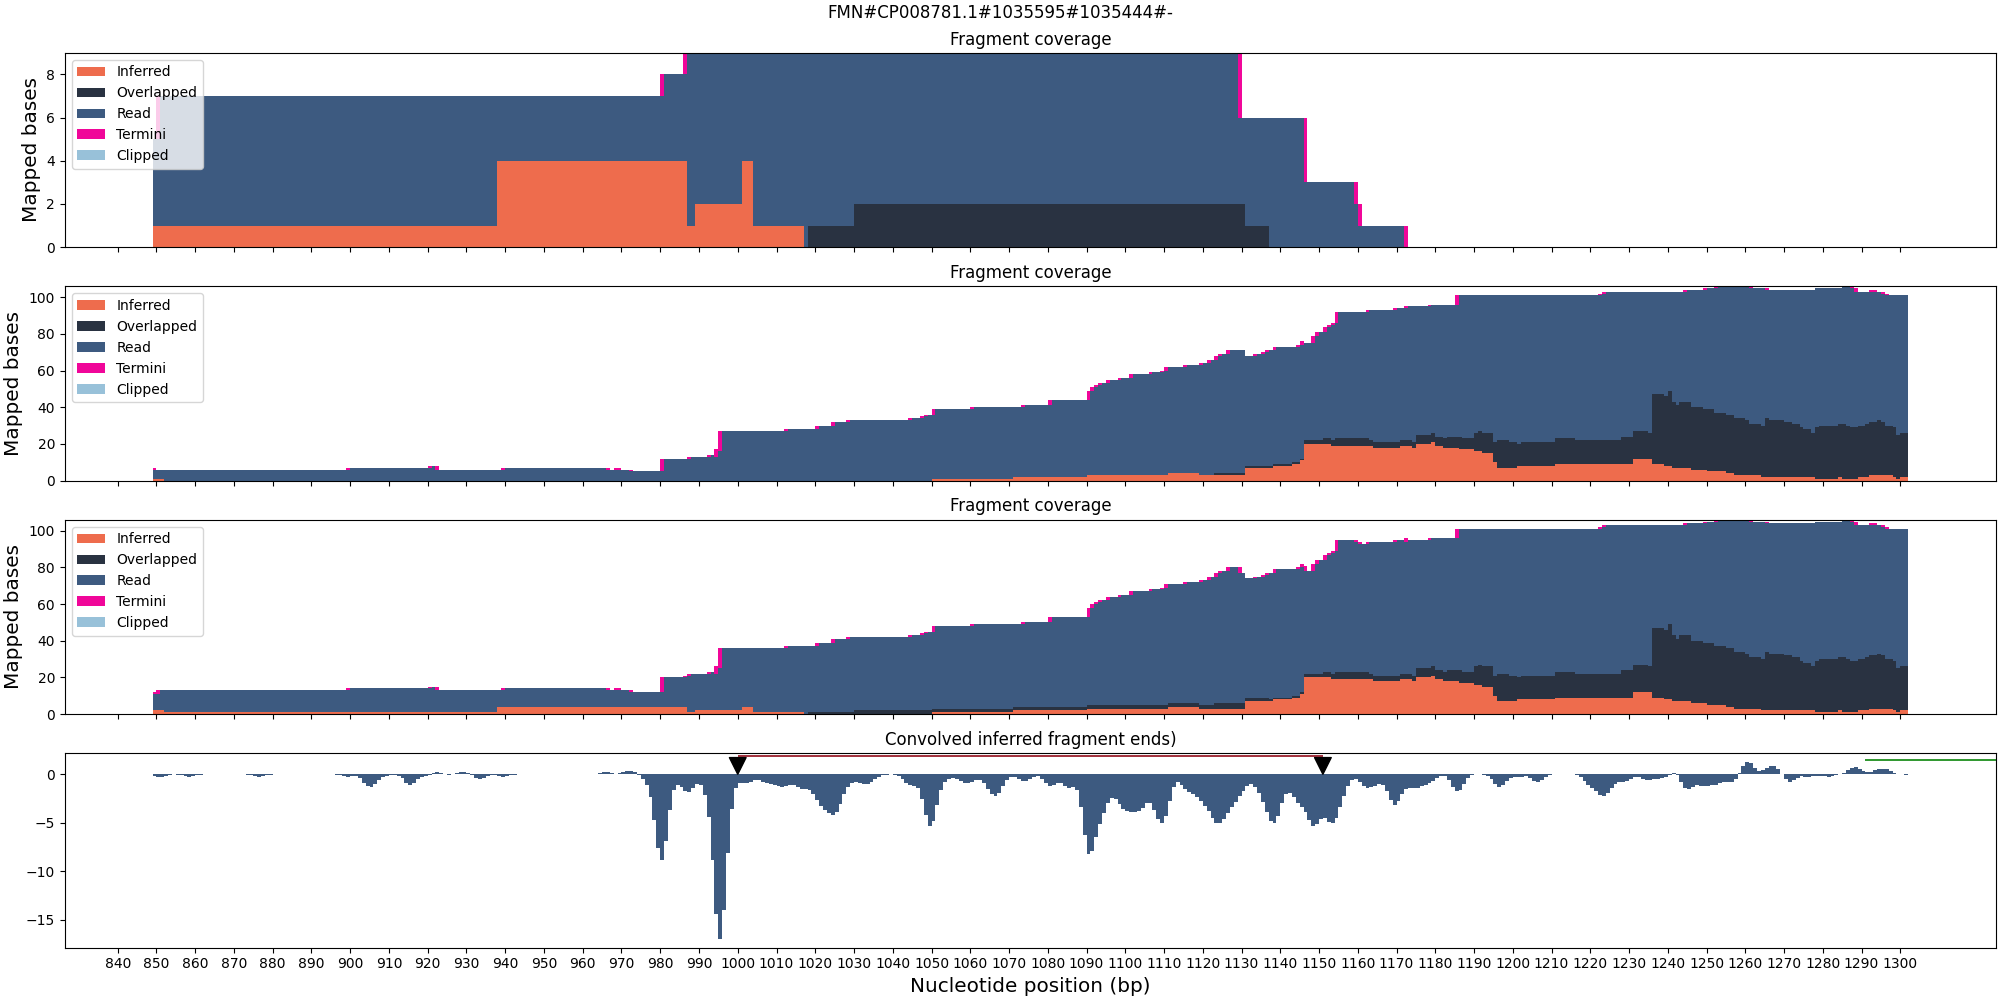 FMN#CP008781.1#1035595#1035444#-
Fragment coverage
Mapped bases
8
6
4
2
0
Inferred
Overlapped
Read
Termini
Clipped
Fragment coverage
Mapped bases
100
80
60
40
20
0
Inferred
Overlapped
Read
Termini
Clipped
Fragment coverage
Mapped bases
100
80
60
40
20
0
Inferred
Overlapped
Read
Termini
Clipped
Convolved inferred fragment ends)
0
−5
−10
−15
840 850 860 870 880 890 900 910 920 930 940 950 960 970 980 990 1000 1010 1020 1030 1040 1050 1060 1070 1080 1090 1100 1110 1120 1130 1140 1150 1160 1170 1180 1190 1200 1210 1220 1230 1240 1250 1260 1270 1280 1290 1300
Nucleotide position (bp)